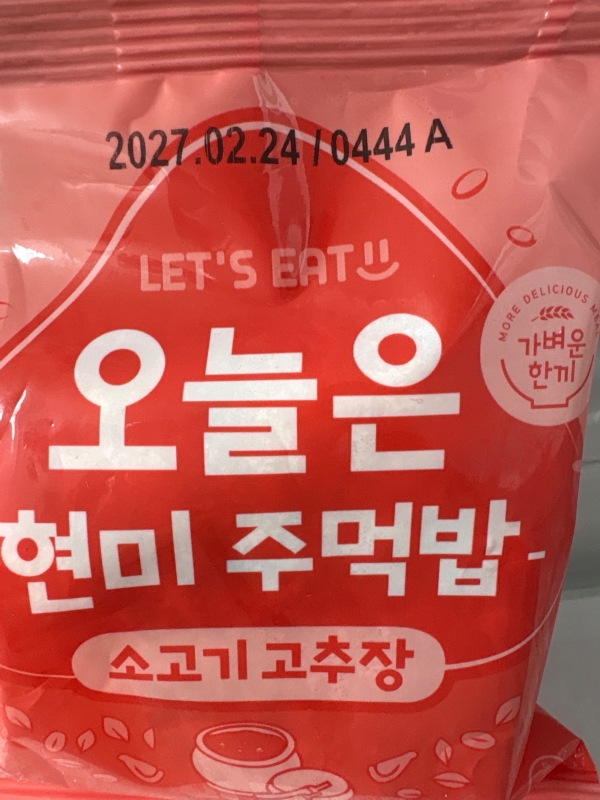 2027.02.24 / 0444 A
LET'S EAT
MORE DELICIOUS
가벼운
한끼
오늘은
현미 주먹밥
소고기 고추장